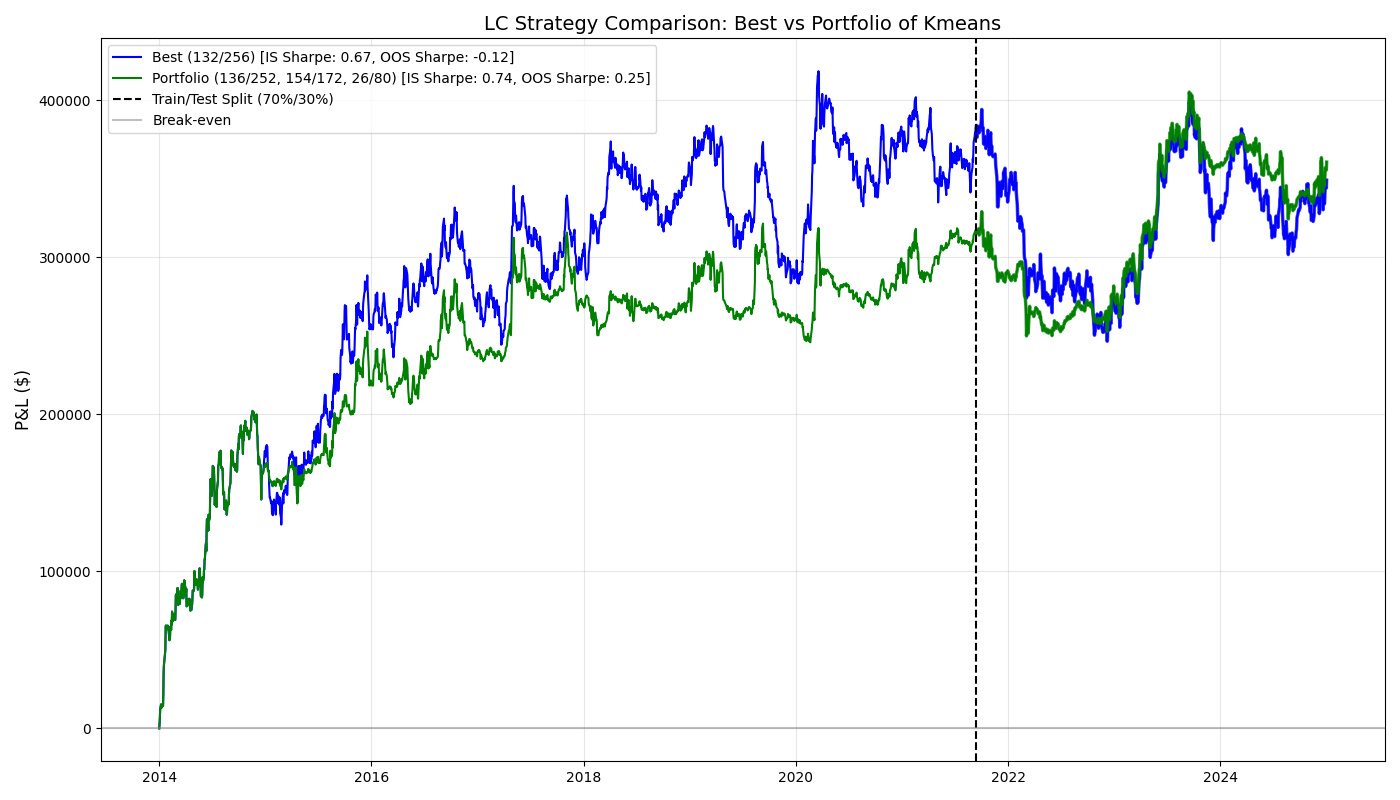 LC Strategy Comparison: Best vs Portfolio of Kmeans
Best (132/256) [IS Sharpe: 0.67, OOS Sharpe: -0.12]
Portfolio (136/252, 154/172, 26/80) [IS Sharpe: 0.74, OOS Sharpe: 0.25]
Train/Test Split (70%/30%)
Break-even
P&L ($)
400000
300000
200000
100000
0
2014
2016
2018
2020
2022
2024